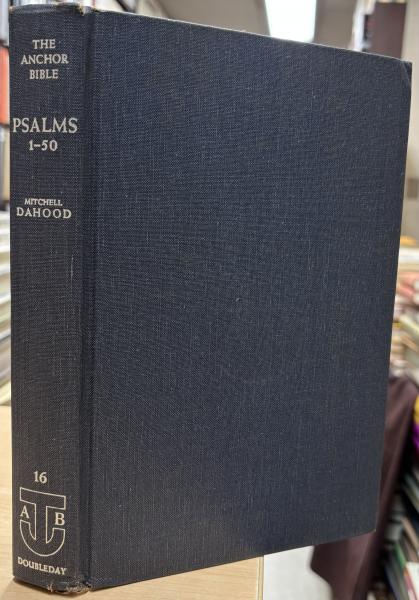 THE
ANCHOR
BIBLE
PSALMS
1-50
MITCHELL
DAHOOD
16
A B
DOUBLEDAY